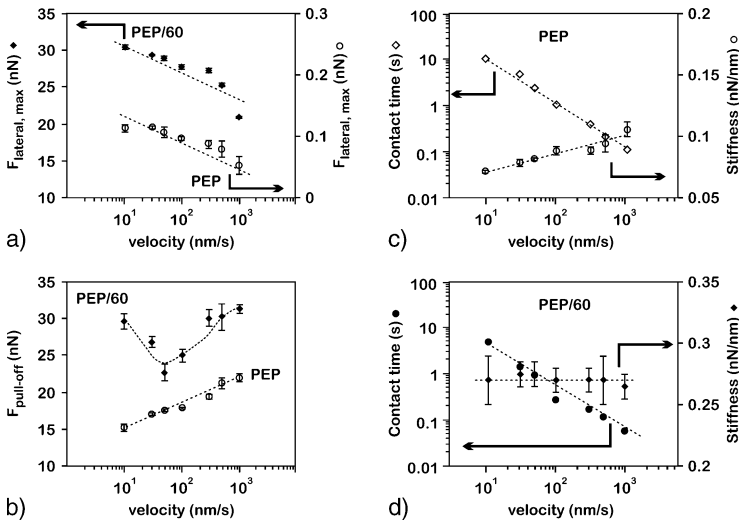 35
30
25
20
15
10
F lateral, max (nN) ◆
PEP/60
PEP
0.3
0.2
0.1
0
F lateral, max (nN) ○
10¹ 10² 10³
velocity (nm/s)
a)
100
10
1
0.1
0.01
Contact time (s) ◇
PEP
0.2
0.15
0.1
0.05
Stiffness (nN/nm) ○
10¹ 10² 10³
velocity (nm/s)
c)
35
30
25
20
15
10
F pull-off (nN)
PEP/60
PEP
10¹ 10² 10³
velocity (nm/s)
b)
100
10
1
0.1
0.01
Contact time (s) ●
PEP/60
0.35
0.3
0.25
0.2
Stiffness (nN/nm) ◆
10¹ 10² 10³
velocity (nm/s)
d)